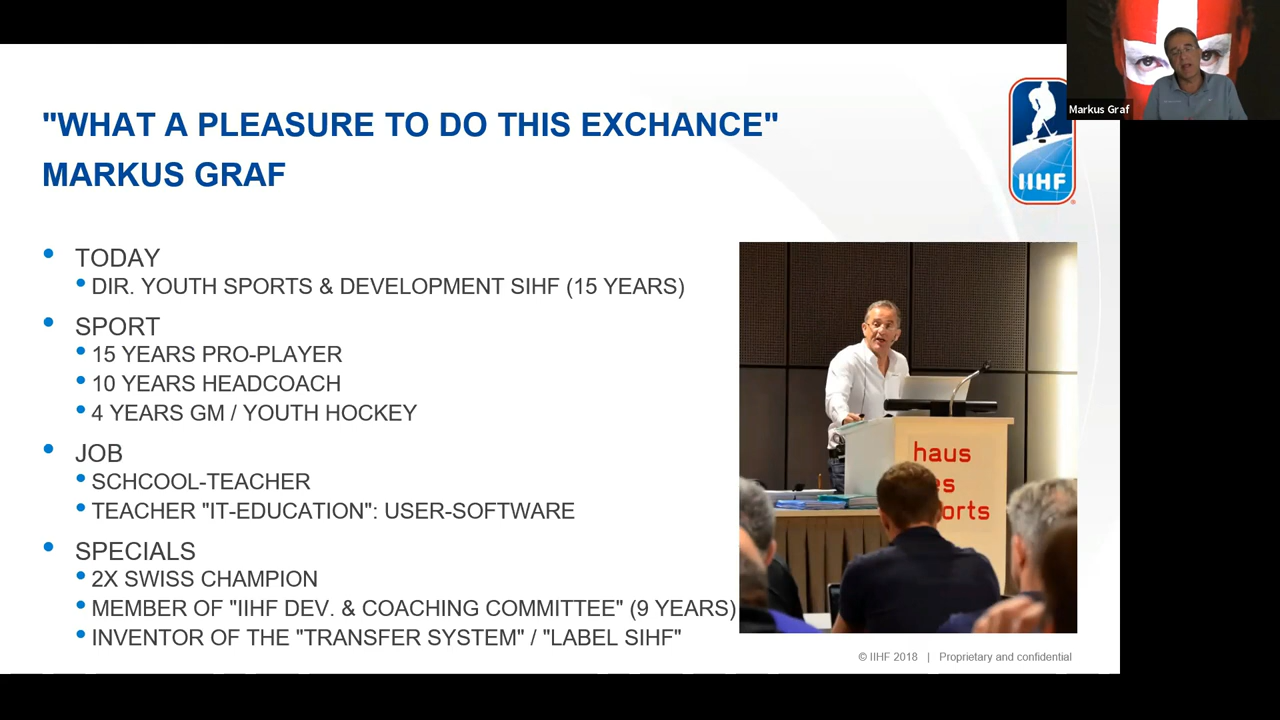 "WHAT A PLEASURE TO DO THIS EXCHANCE"
MARKUS GRAF
IIHF
Markus Graf
• TODAY
• DIR. YOUTH SPORTS & DEVELOPMENT SIHF (15 YEARS)
• SPORT
• 15 YEARS PRO-PLAYER
• 10 YEARS HEADCOACH
• 4 YEARS GM / YOUTH HOCKEY
• JOB
• SCHCOOL-TEACHER
• TEACHER "IT-EDUCATION": USER-SOFTWARE
• SPECIALS
• 2X SWISS CHAMPION
• MEMBER OF "IIHF DEV. & COACHING COMMITTEE" (9 YEARS)
• INVENTOR OF THE "TRANSFER SYSTEM" / "LABEL SIHF"
haus
es
orts
© IIHF 2018 | Proprietary and confidential